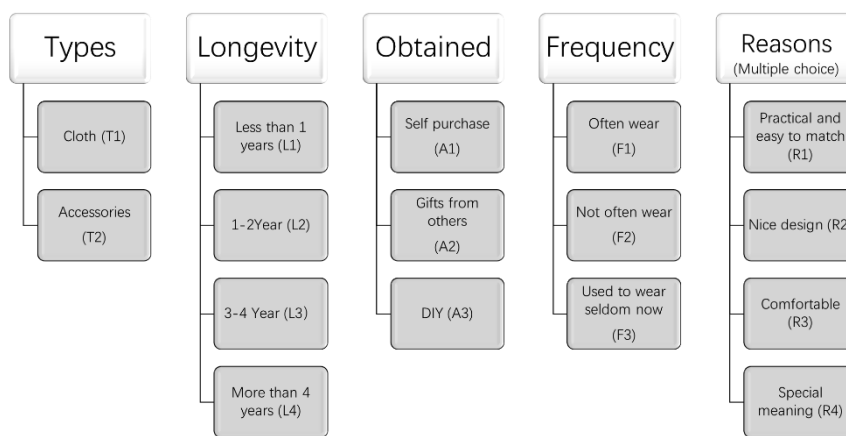 Types
Cloth (T1)
Accessories
(T2)
Longevity
Less than 1
years (L1)
1-2Year (L2)
3-4 Year (L3)
More than 4
years (L4)
Obtained
Self purchase
(A1)
Gifts from
others
(A2)
DIY (A3)
Frequency
Often wear
(F1)
Not often wear
(F2)
Used to wear
seldom now
(F3)
Reasons
(Multiple choice)
Practical and
easy to match
(R1)
Nice design (R2
Comfortable
(R3)
Special
meaning (R4)